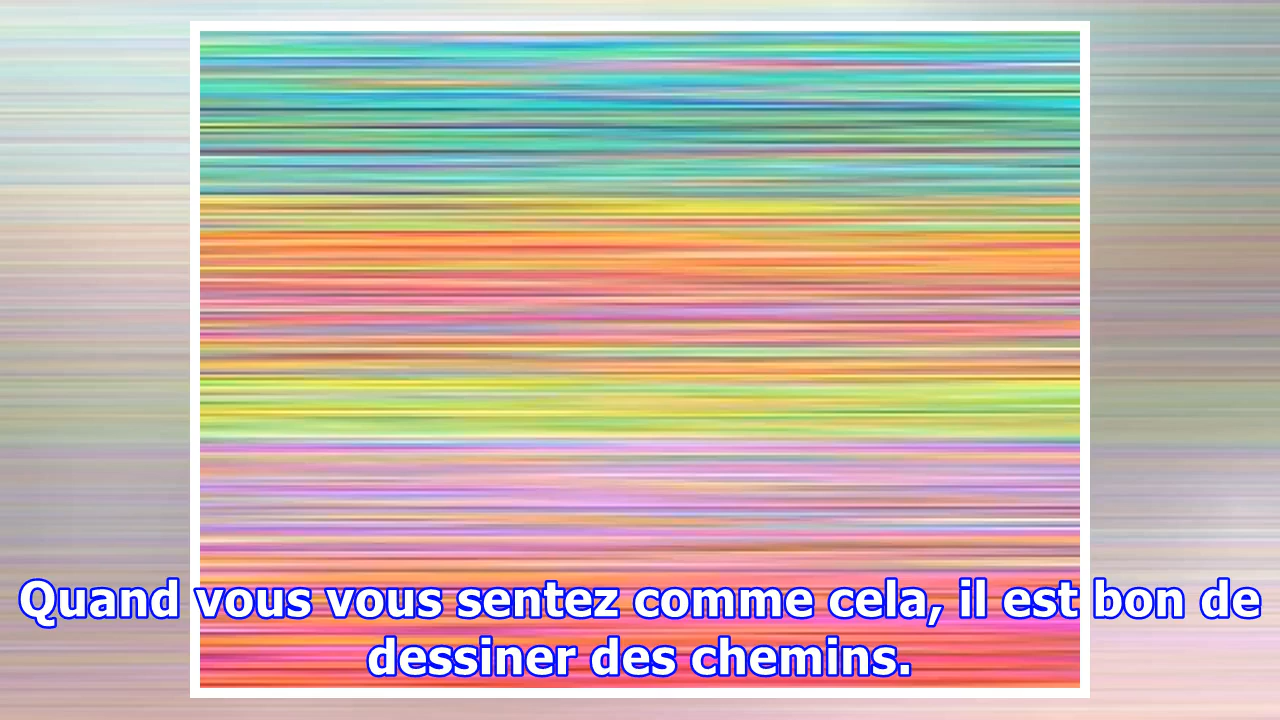 Quand vous vous sentez comme cela, il est bon de
dessiner des chemins.